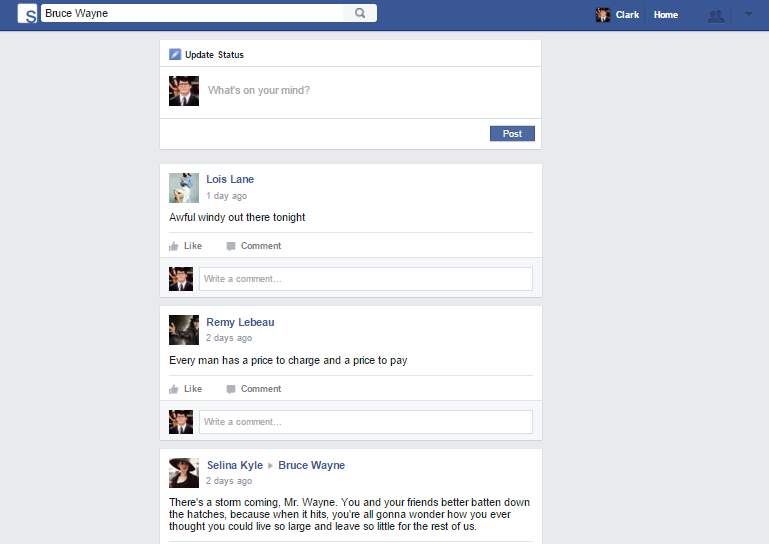 S
Bruce Wayne
Clark Home
Update Status
What's on your mind?
Post
Lois Lane
1 day ago
Awful windy out there tonight
Like Comment
Write a comment...
Remy Lebeau
2 days ago
Every man has a price to charge and a price to pay
Like Comment
Write a comment...
Selina Kyle Bruce Wayne
2 days ago
There's a storm coming, Mr. Wayne. You and your friends better batten down
the hatches, because when it hits, you're all gonna wonder how you ever
thought you could live so large and leave so little for the rest of us.